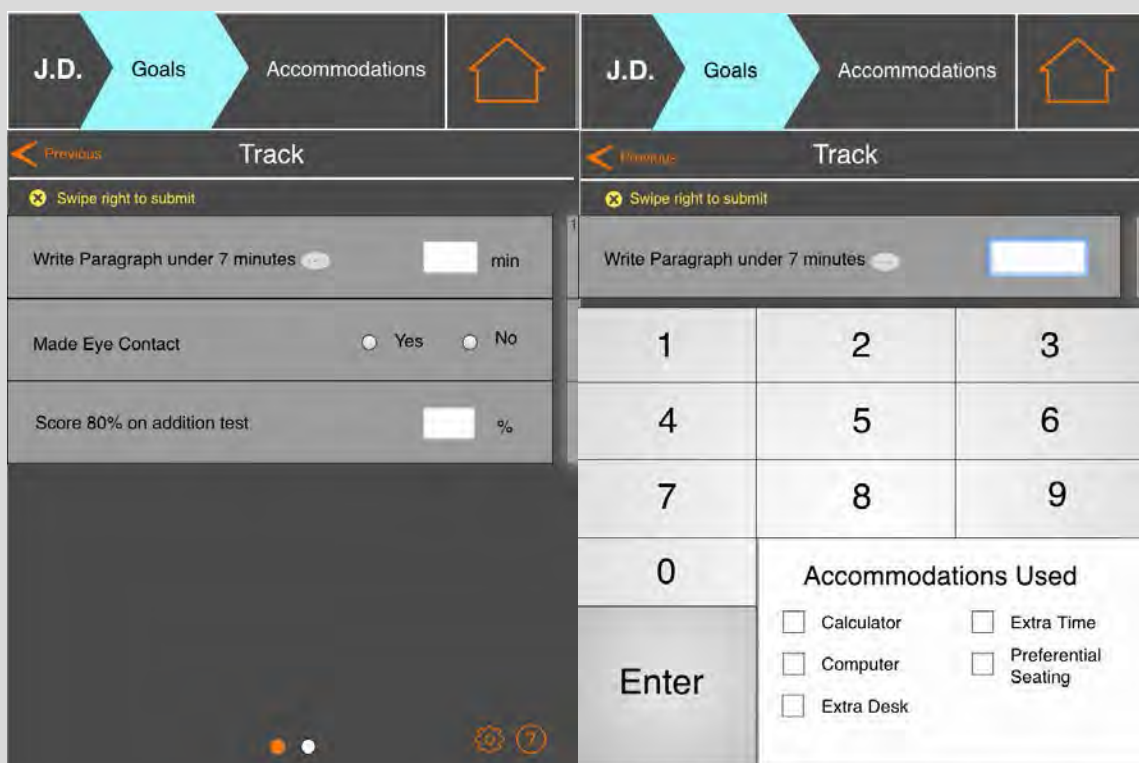 J.D. Goals Accommodations
Previous Track
Swipe right to submit
Write Paragraph under 7 minutes min
1
Made Eye Contact Yes No
Score 80% on addition test %
?
J.D. Goals Accommodations
Previous Track
Swipe right to submit
Write Paragraph under 7 minutes
1 2 3
4 5 6
7 8 9
0
Enter
Accommodations Used
Calculator Extra Time
Computer Preferential
Seating
Extra Desk